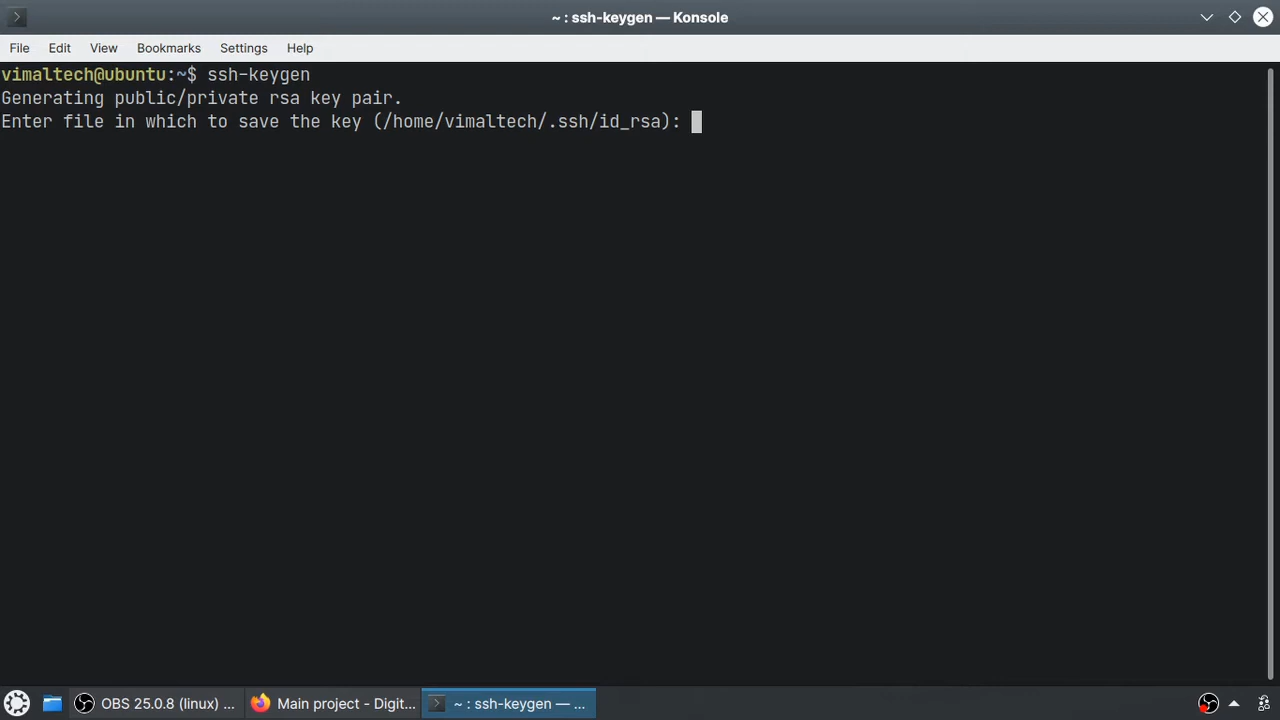 ~ : ssh-keygen — Konsole
File Edit View Bookmarks Settings Help
vimaltech@ubuntu:~$ ssh-keygen
Generating public/private rsa key pair.
Enter file in which to save the key (/home/vimaltech/.ssh/id_rsa):
OBS 25.0.8 (linux) ... Main project - Digit... ~ : ssh-keygen — ...